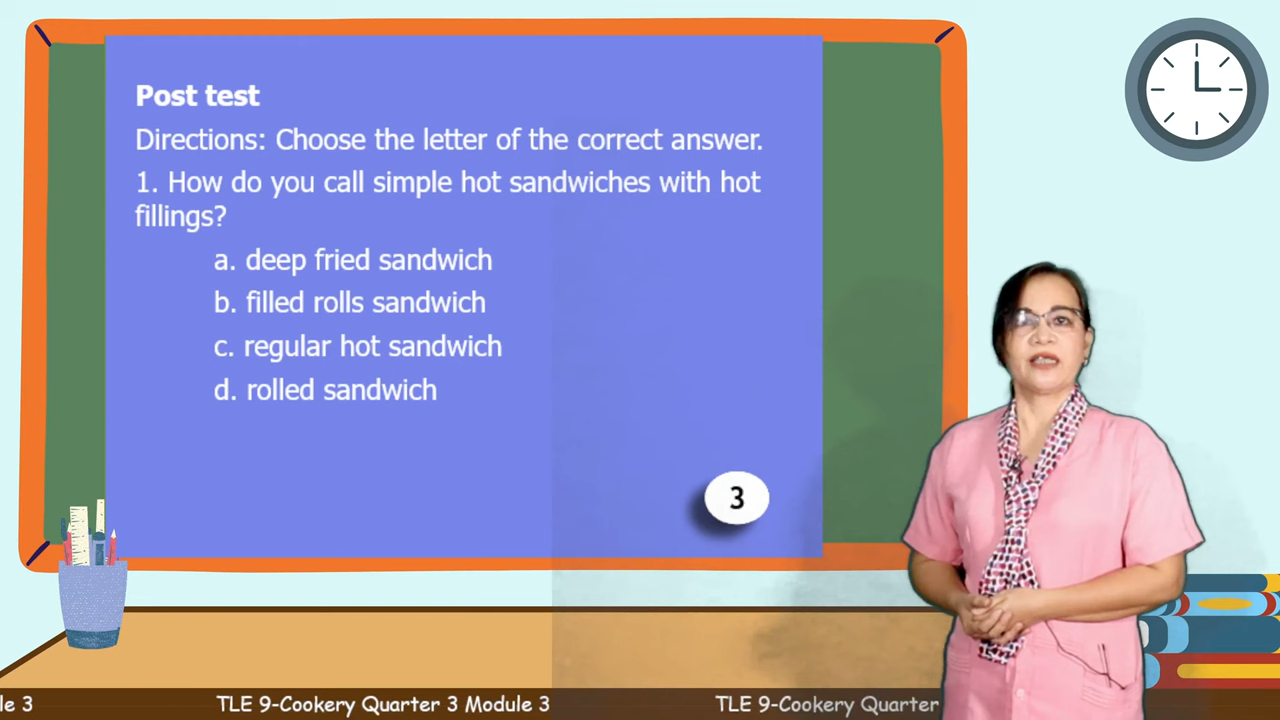 Post test
Directions: Choose the letter of the correct answer.
1. How do you call simple hot sandwiches with hot
fillings?
a. deep fried sandwich
b. filled rolls sandwich
c. regular hot sandwich
d. rolled sandwich
3
le 3
TLE 9-Cookery Quarter 3 Module 3
TLE 9-Cookery Quarter